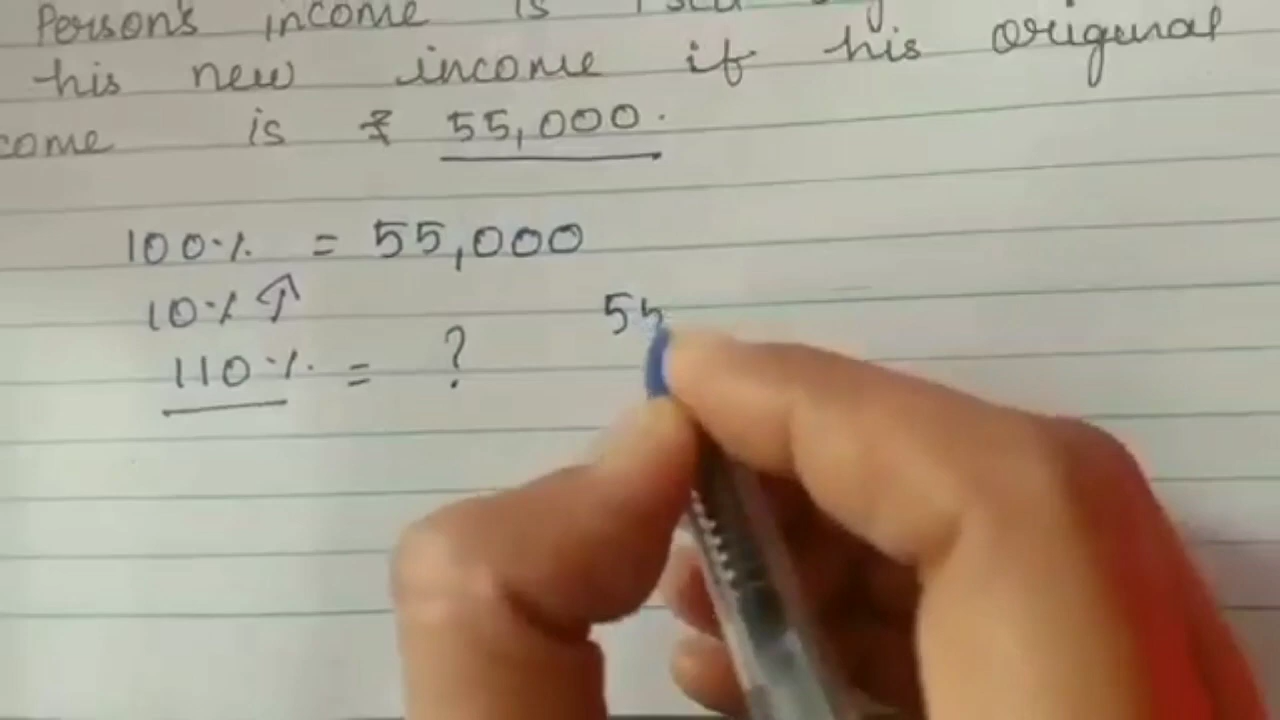 Person's income is
his new income if his original
come is ₹ 55,000.
100% = 55,000
10% ↑
110% = ?
55